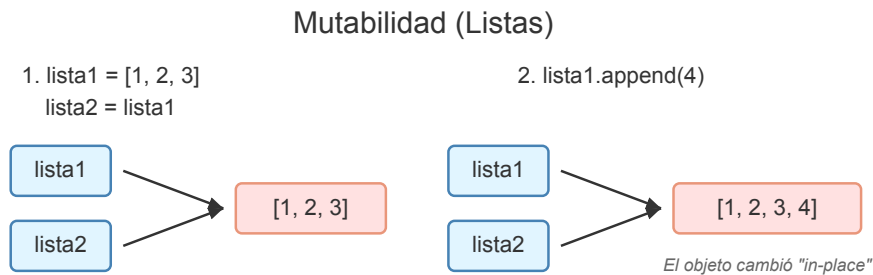 Mutabilidad (Listas)
1. lista1 = [1, 2, 3]
lista2 = lista1
lista1
lista2
[1, 2, 3]
2. lista1.append(4)
lista1
lista2
[1, 2, 3, 4]
El objeto cambió "in-place"